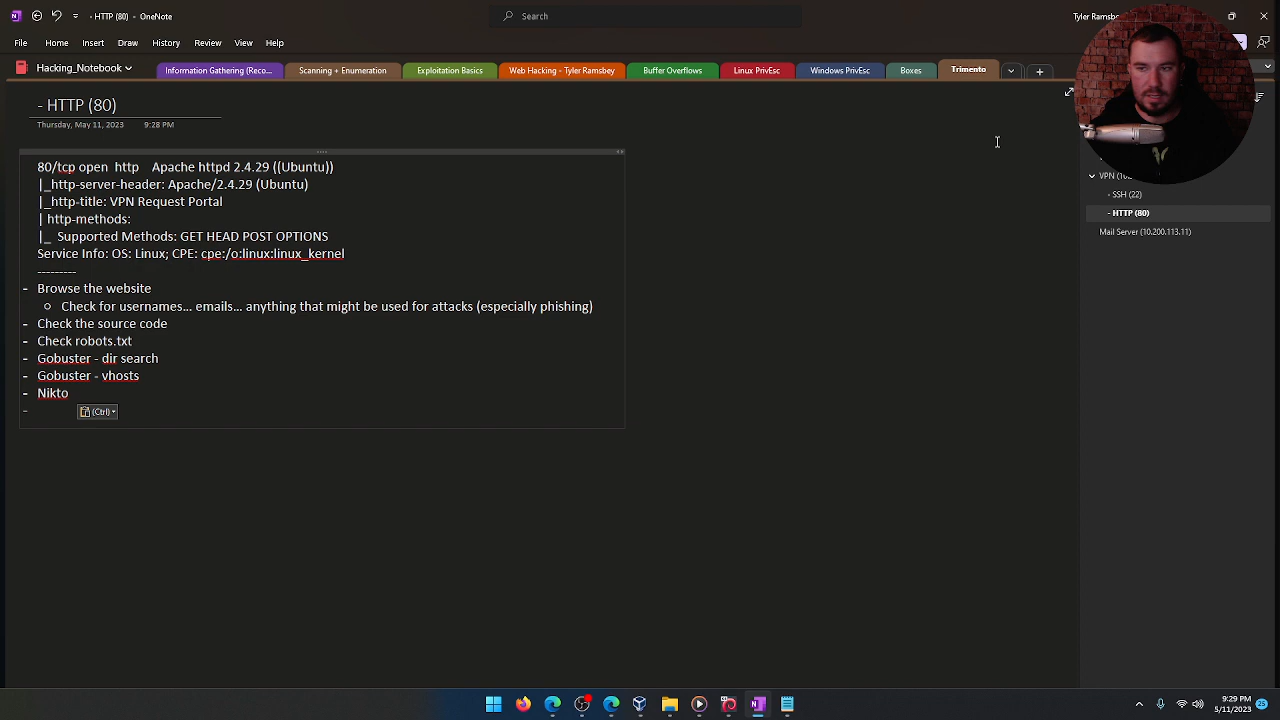 - HTTP (80) - OneNote
Search
Tyler Ramsbey
File Home Insert Draw History Review View Help
Hacking_Notebook
Information Gathering (Reco...
Scanning + Enumeration
Exploitation Basics
Web Hacking - Tyler Ramsbey
Buffer Overflows
Linux PrivEsc
Windows PrivEsc
Boxes
Trimento
- HTTP (80)
Thursday, May 11, 2023 9:28 PM
80/tcp open http Apache httpd 2.4.29 ((Ubuntu))
|_http-server-header: Apache/2.4.29 (Ubuntu)
|_http-title: VPN Request Portal
| http-methods:
|_ Supported Methods: GET HEAD POST OPTIONS
Service Info: OS: Linux; CPE: cpe:/o:linux:linux_kernel
---------
- Browse the website
o Check for usernames... emails... anything that might be used for attacks (especially phishing)
- Check the source code
- Check robots.txt
- Gobuster - dir search
- Gobuster - vhosts
- Nikto
-
(Ctrl)
VPN
- SSH (22)
- HTTP (80)
Mail Server (10.200.113.11)
9:29 PM
5/11/2023